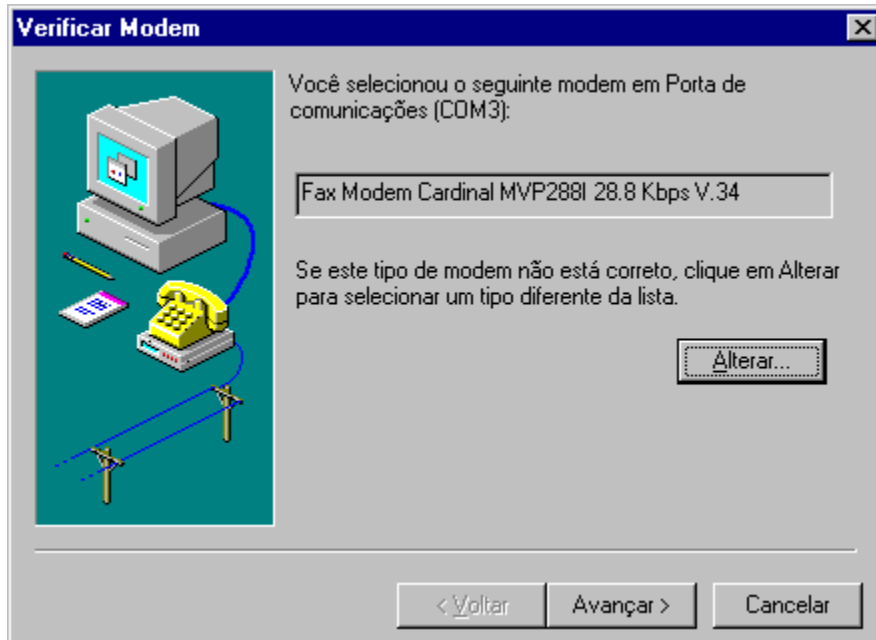 Verificar Modem
Você selecionou o seguinte modem em Porta de
comunicações (COM3):
Fax Modem Cardinal MVP288I 28.8 Kbps V.34
Se este tipo de modem não está correto, clique em Alterar
para selecionar um tipo diferente da lista.
Alterar...
< Voltar
Avançar >
Cancelar